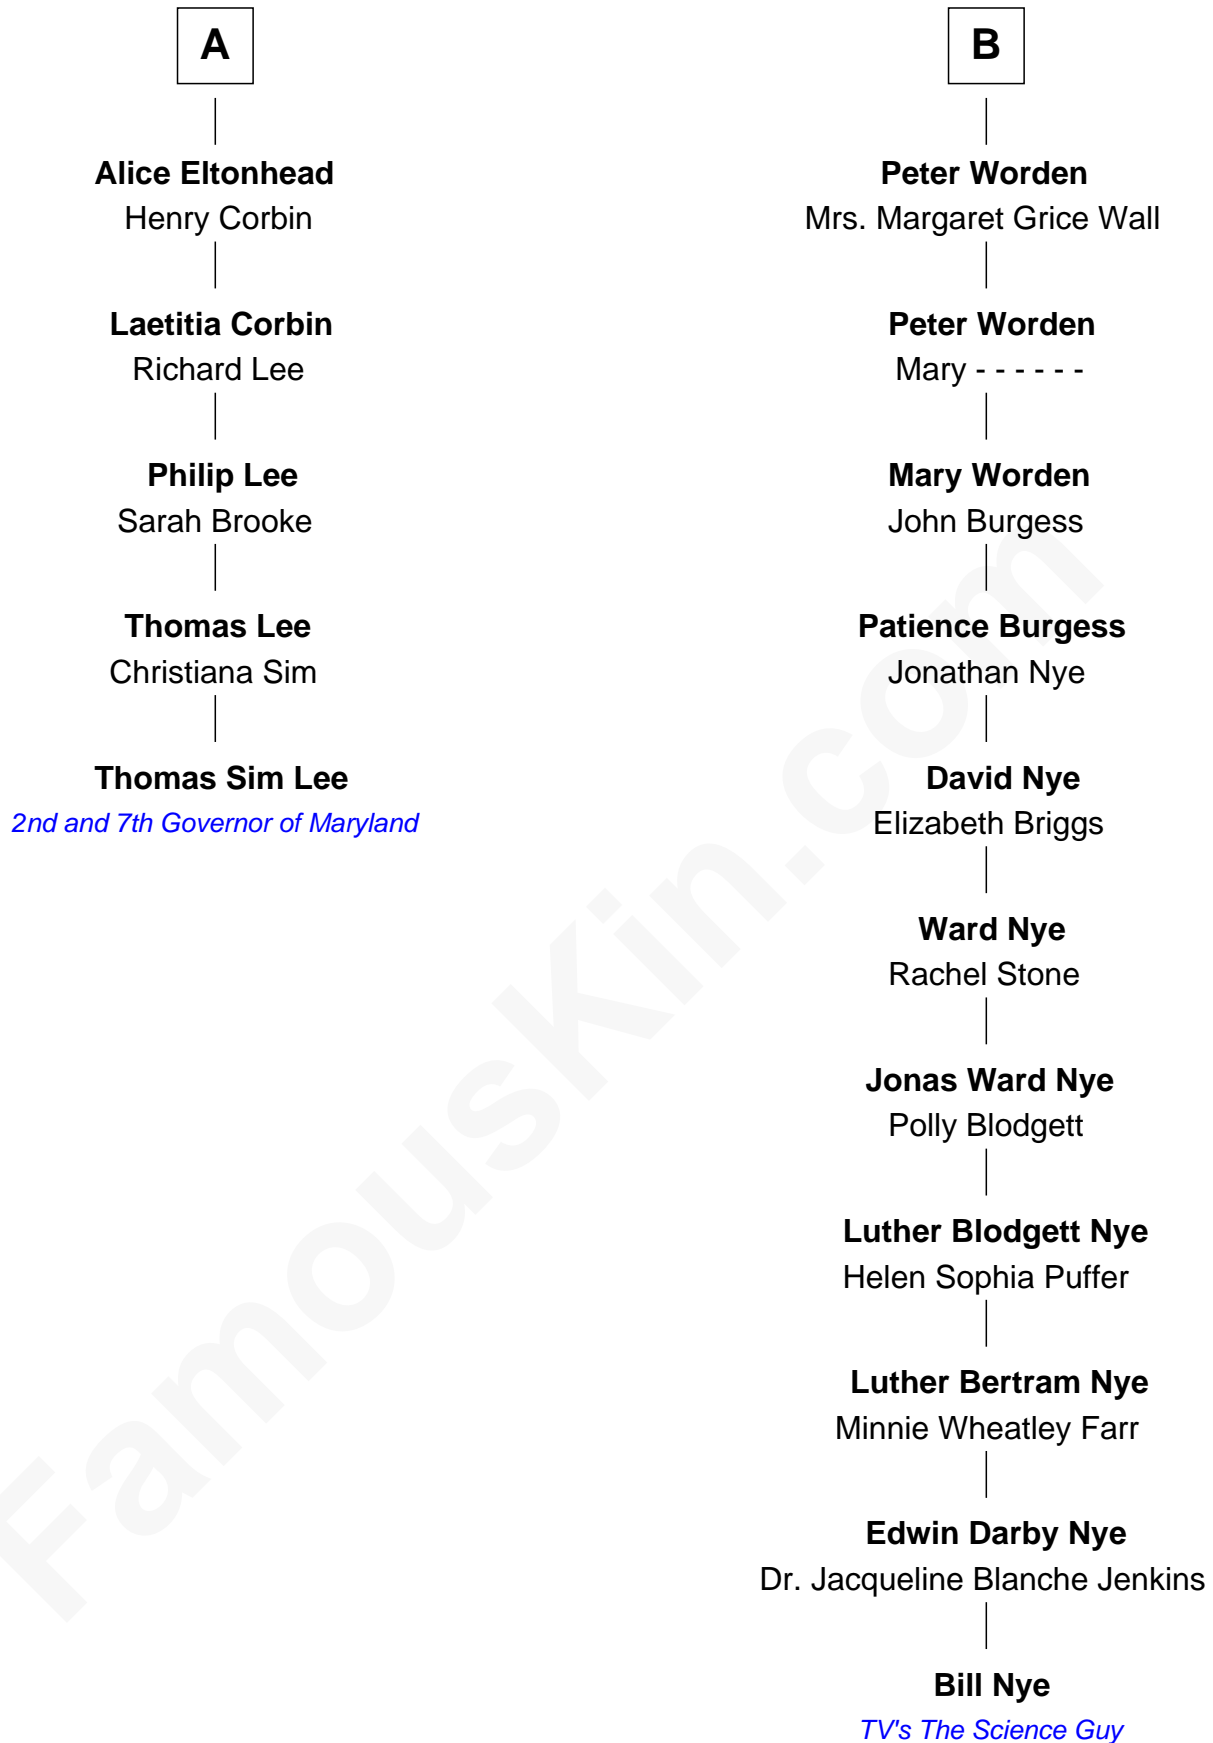 A
Alice Eltonhead
Henry Corbin
Laetitia Corbin
Richard Lee
Philip Lee
Sarah Brooke
Thomas Lee
Christiana Sim
Thomas Sim Lee
2nd and 7th Governor of Maryland
B
Peter Worden
Mrs. Margaret Grice Wall
Peter Worden
Mary - - - - - -
Mary Worden
John Burgess
Patience Burgess
Jonathan Nye
David Nye
Elizabeth Briggs
Ward Nye
Rachel Stone
Jonas Ward Nye
Polly Blodgett
Luther Blodgett Nye
Helen Sophia Puffer
Luther Bertram Nye
Minnie Wheatley Farr
Edwin Darby Nye
Dr. Jacqueline Blanche Jenkins
Bill Nye
TV's The Science Guy
FamousKin.com